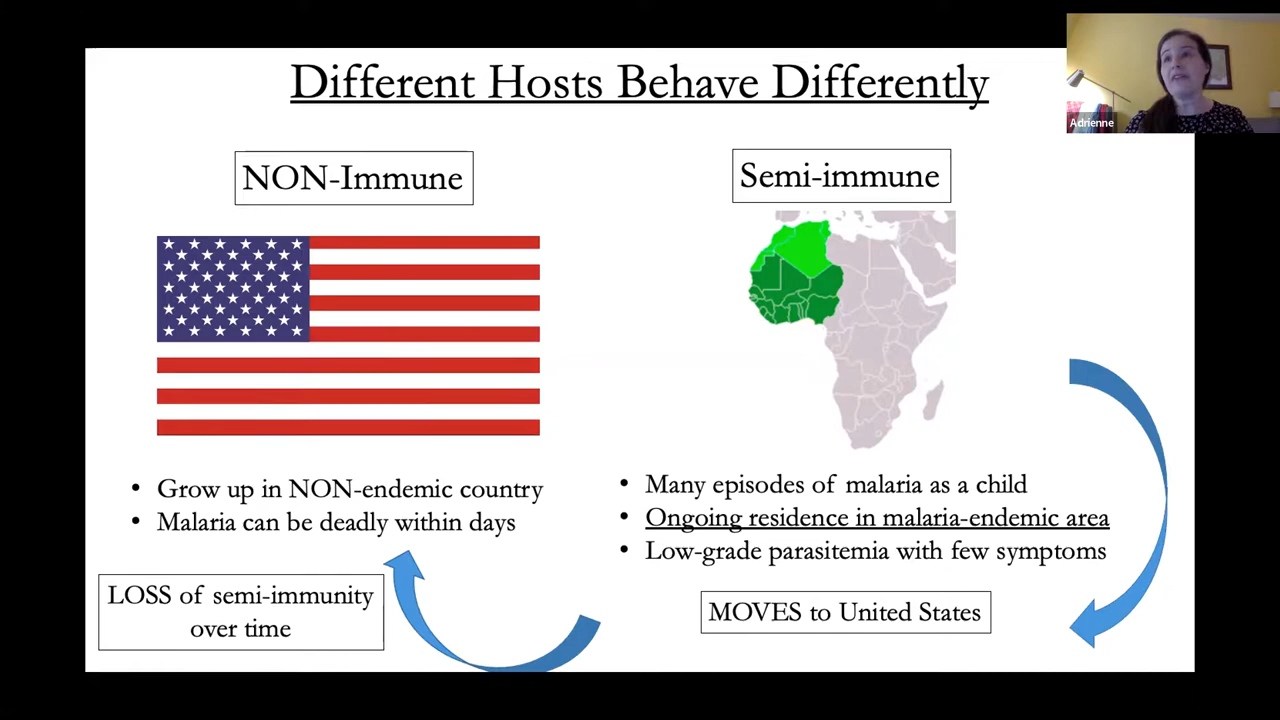 Different Hosts Behave Differently
Adrienne
NON-Immune
Semi-immune
• Grow up in NON-endemic country
• Malaria can be deadly within days
• Many episodes of malaria as a child
• Ongoing residence in malaria-endemic area
• Low-grade parasitemia with few symptoms
LOSS of semi-immunity
over time
MOVES to United States